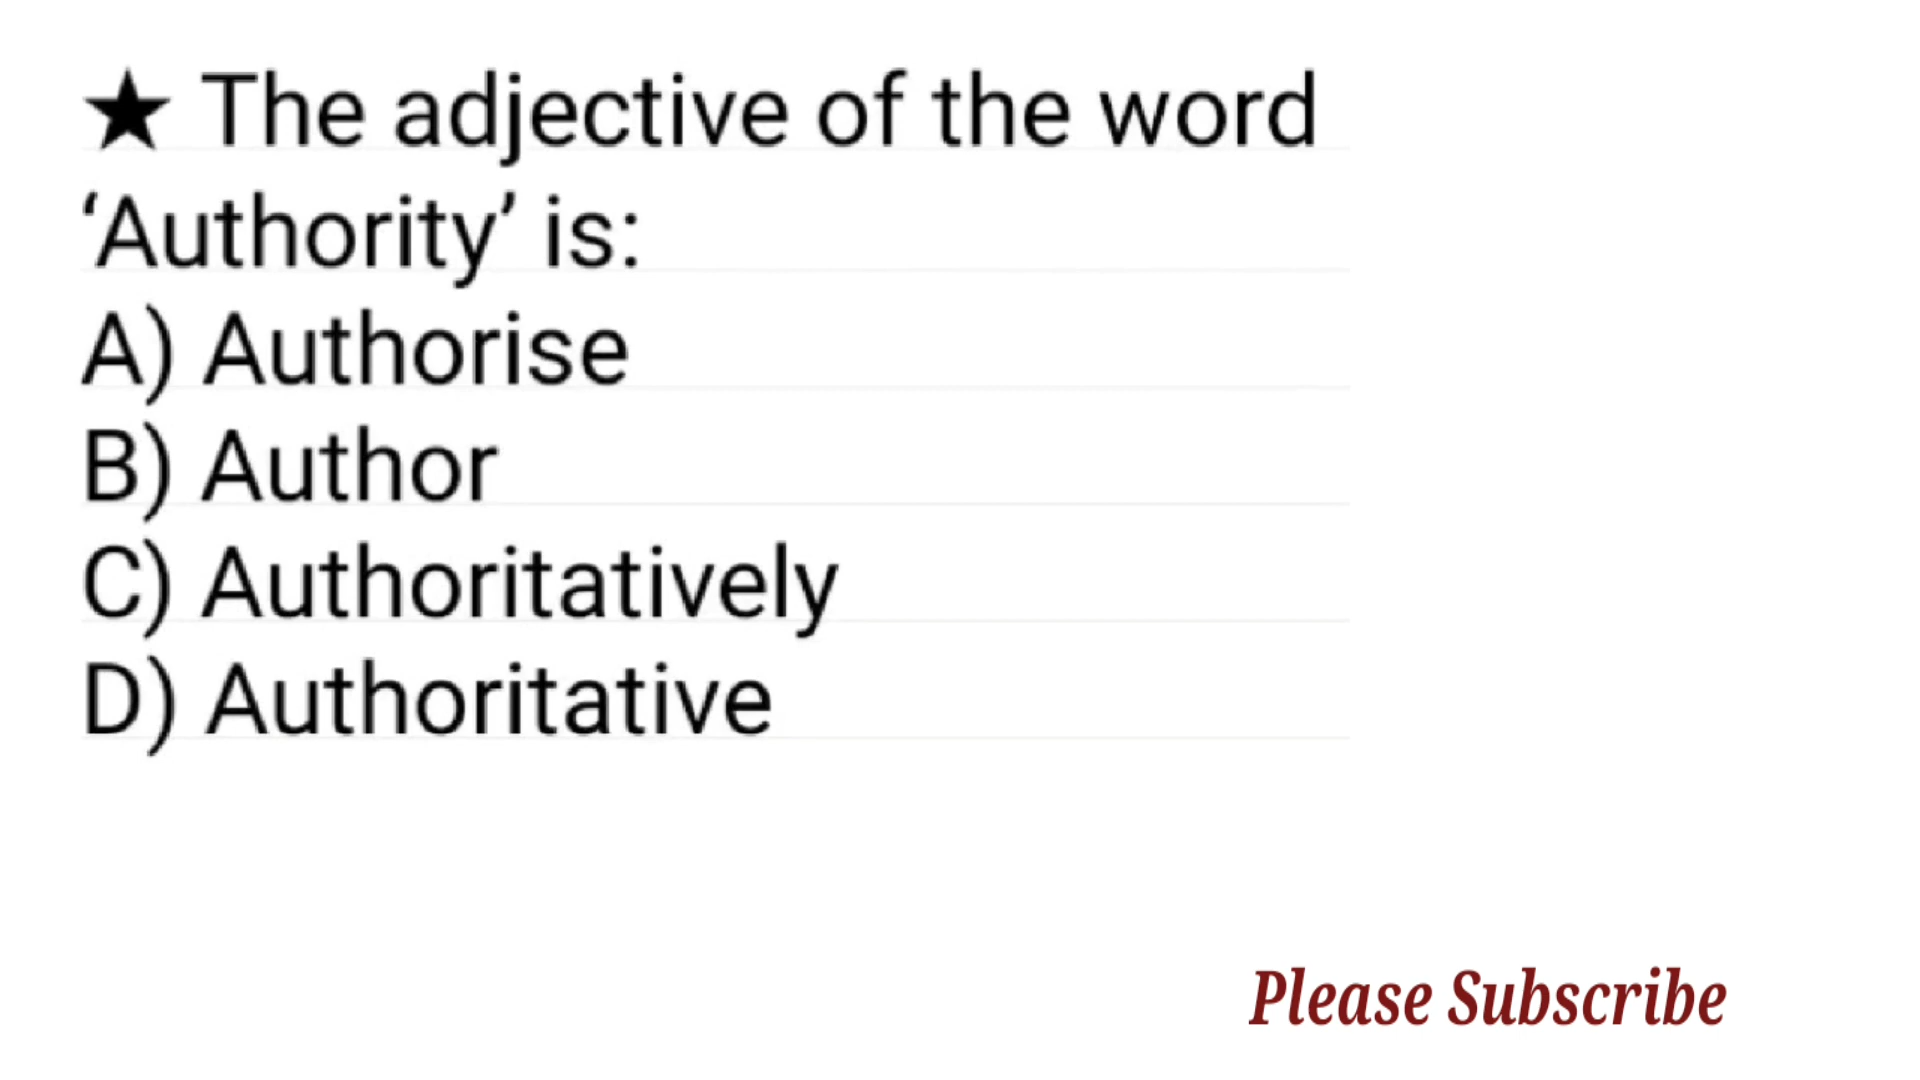 ★ The adjective of the word
‘Authority’ is:
A) Authorise
B) Author
C) Authoritatively
D) Authoritative
Please Subscribe